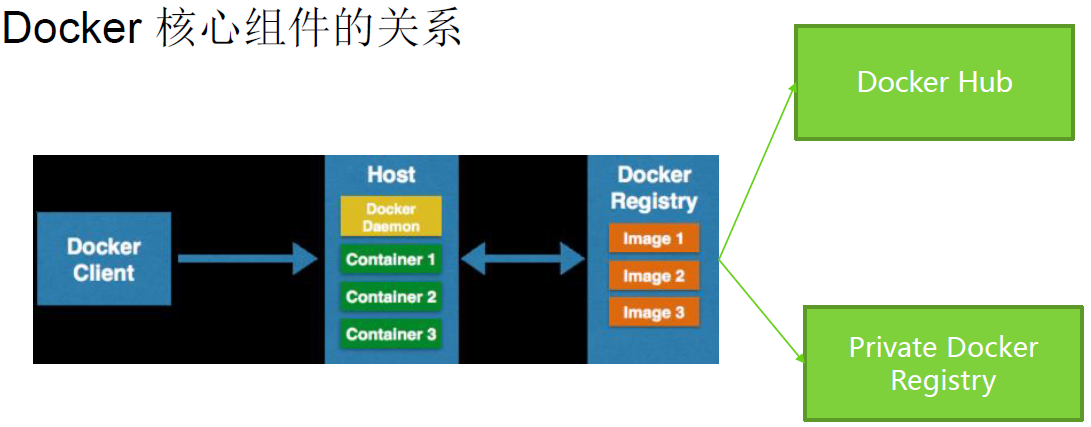 Docker 核心组件的关系
Docker Hub
Docker
Client
Host
Docker
Daemon
Container 1
Container 2
Container 3
Docker
Registry
Image 1
Image 2
Image 3
Private Docker
Registry